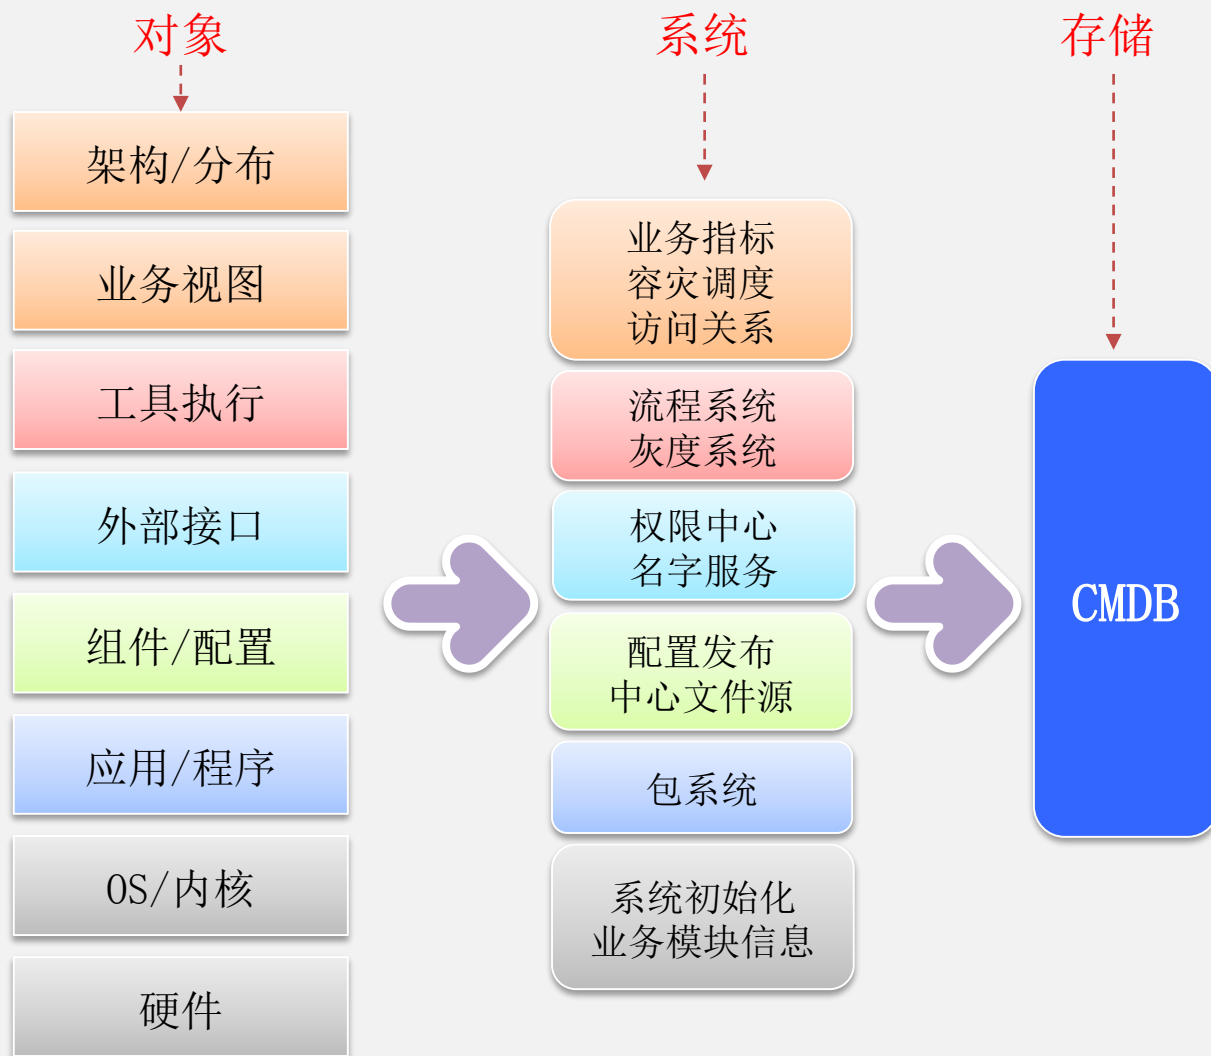 对象
系统
存储
架构/分布
业务视图
工具执行
外部接口
组件/配置
应用/程序
OS/内核
硬件
业务指标
容灾调度
访问关系
流程系统
灰度系统
权限中心
名字服务
配置发布
中心文件源
包系统
系统初始化
业务模块信息
CMDB